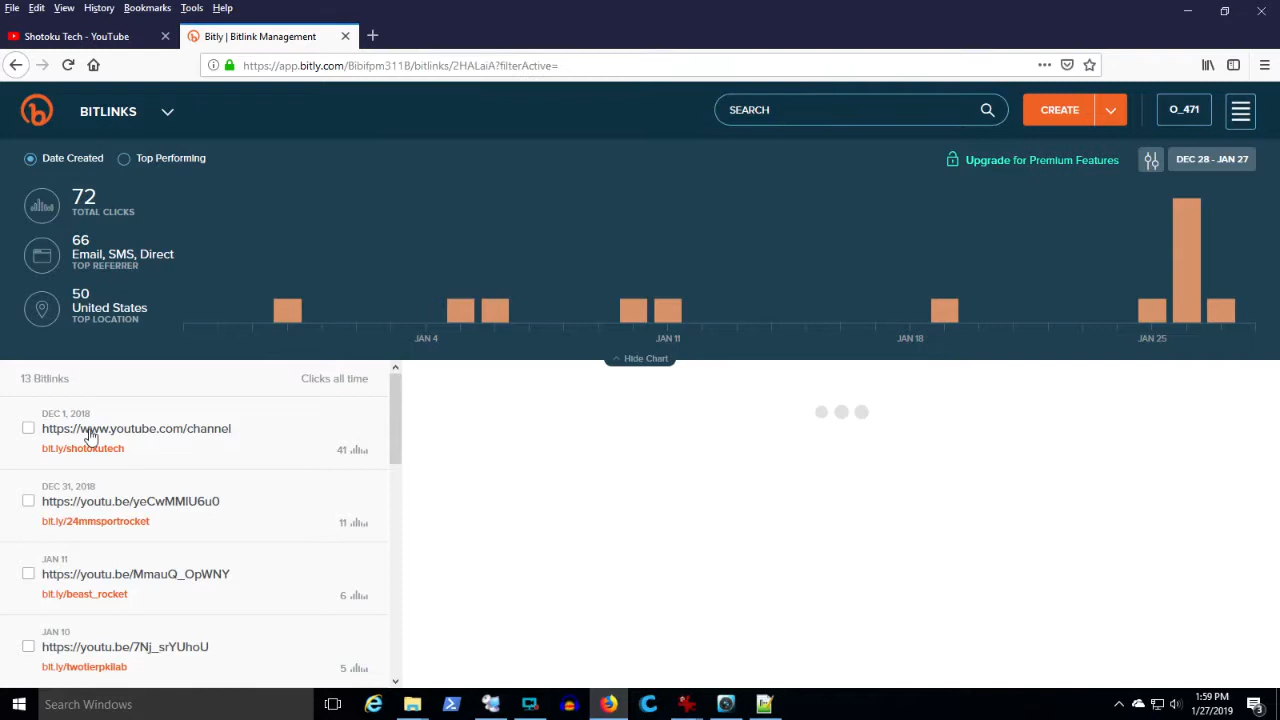 File Edit View History Bookmarks Tools Help
Shotoku Tech - YouTube
Bitly | Bitlink Management
https://app.bitly.com/Bibifpm311B/bitlinks/2HALaiA?filterActive=
BITLINKS
SEARCH
CREATE
O_471
Date Created
Top Performing
Upgrade for Premium Features
DEC 28 - JAN 27
72
TOTAL CLICKS
66
Email, SMS, Direct
TOP REFERRER
50
United States
TOP LOCATION
JAN 4
JAN 11
JAN 18
JAN 25
Hide Chart
13 Bitlinks
Clicks all time
DEC 1, 2018
https://www.youtube.com/channel
bit.ly/shotokutech
41
DEC 31, 2018
https://youtu.be/yeCwMMlU6u0
bit.ly/24mmsportrocket
11
JAN 11
https://youtu.be/MmauQ_OpWNY
bit.ly/beast_rocket
6
JAN 10
https://youtu.be/7Nj_srYUhoU
bit.ly/twotierpkilab
5
Search Windows
1:59 PM
1/27/2019
3